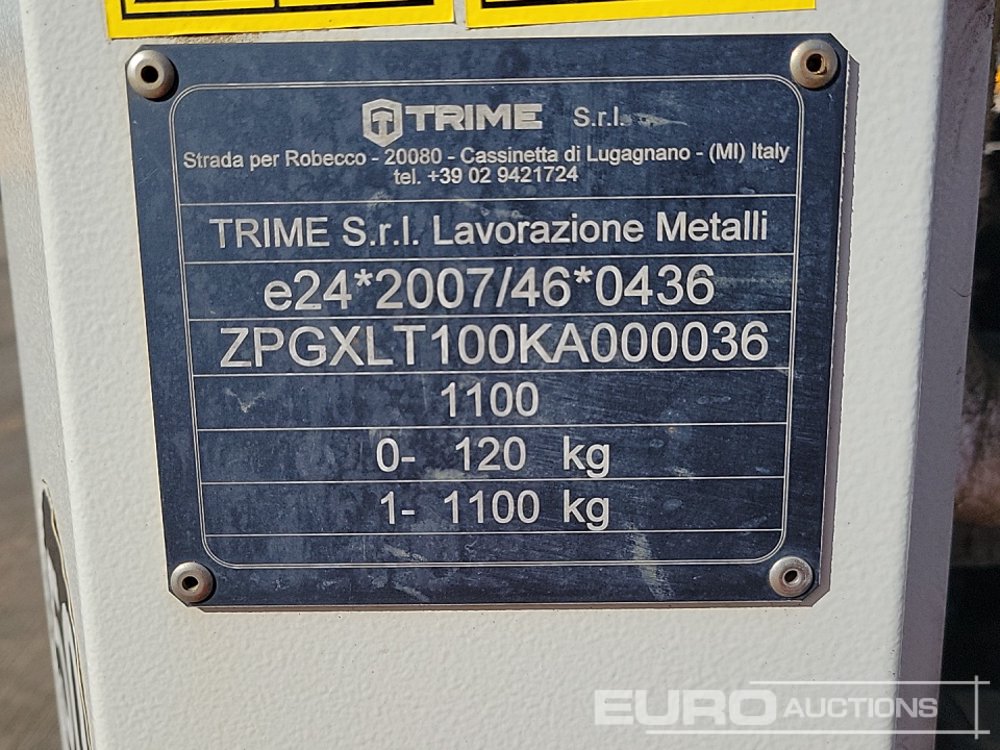 TRIME S.r.l.
Strada per Robecco - 20080 - Cassinetta di Lugagnano - (MI) Italy
tel. +39 02 9421724
TRIME S.r.l. Lavorazione Metalli
e24*2007/46*0436
ZPGXLT100KA000036
1100
0- 120 kg
1- 1100 kg
EURO AUCTIONS